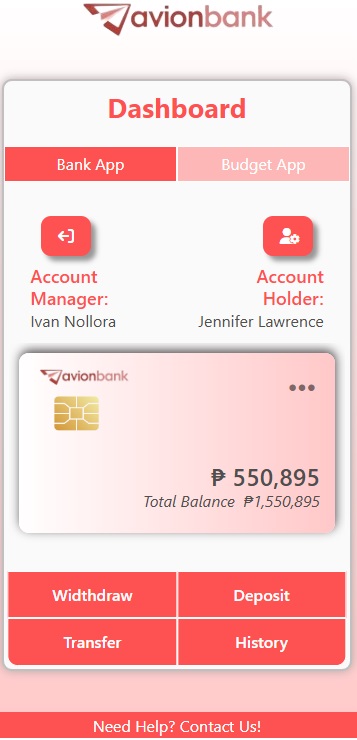 avionbank
Dashboard
Bank App
Budget App
Account
Manager:
Ivan Nollora
Account
Holder:
Jennifer Lawrence
avionbank
₱ 550,895
Total Balance ₱1,550,895
Widthdraw
Deposit
Transfer
History
Need Help? Contact Us!